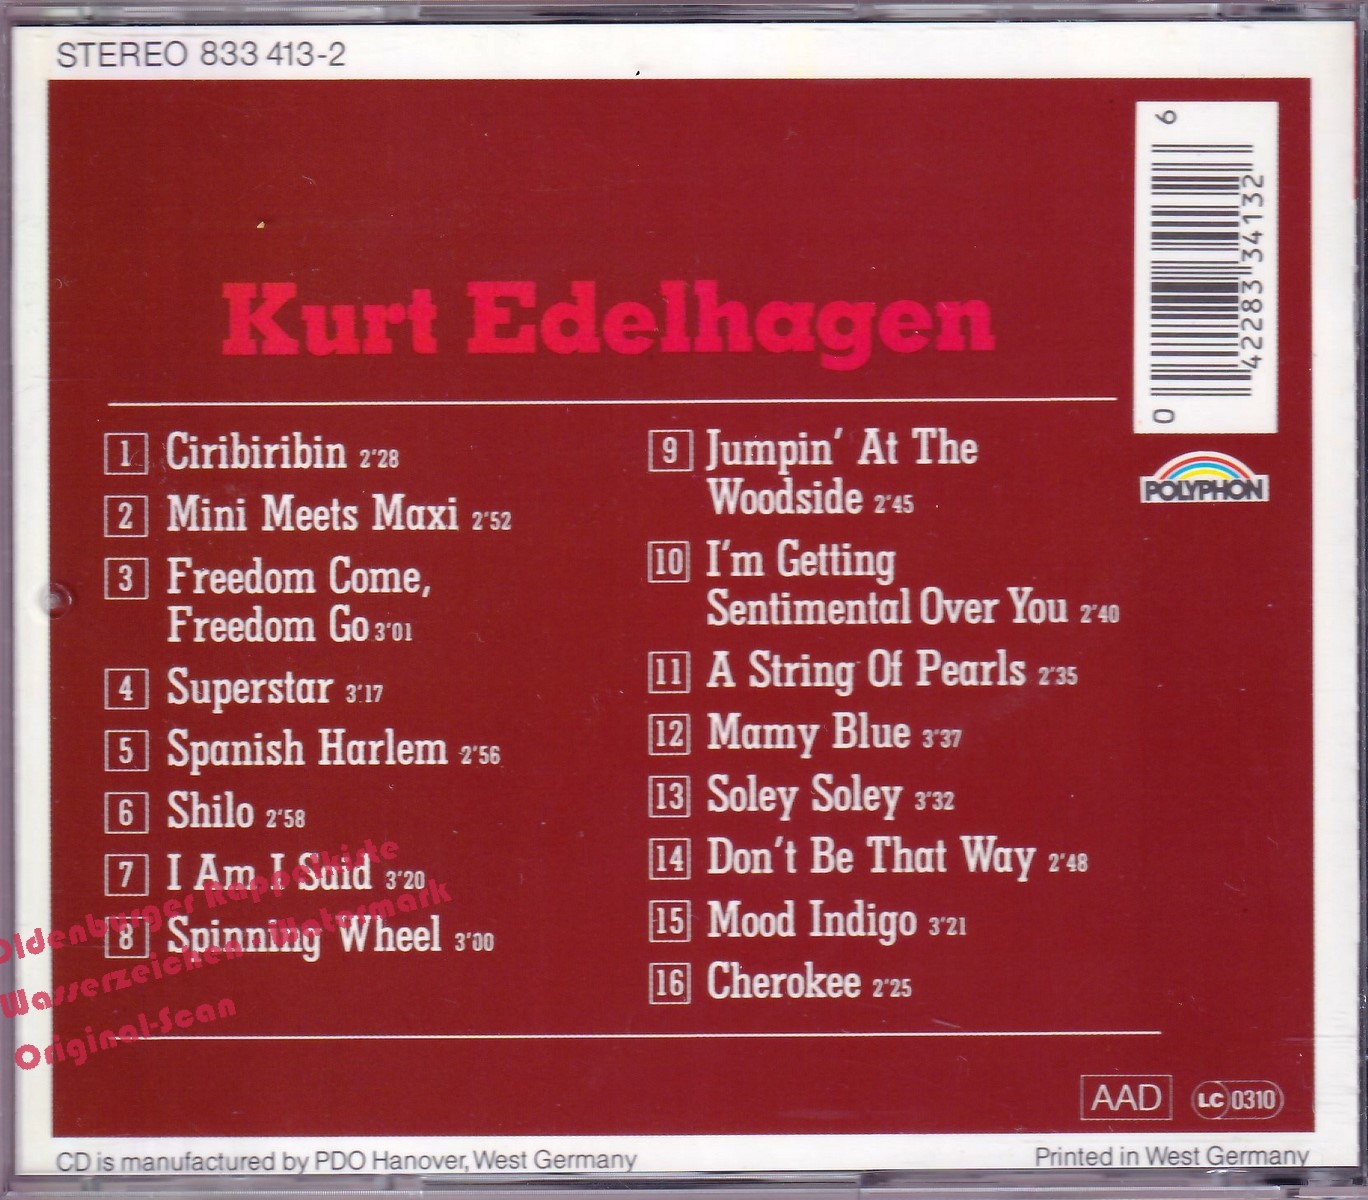 STEREO 833 413-2
6
42283 34132
0
POLYPHON
Kurt Edelhagen
1 Ciribiribin 2'28
2 Mini Meets Maxi 2'52
3 Freedom Come,
Freedom Go 3'01
4 Superstar 3'17
5 Spanish Harlem 2'56
6 Shilo 2'58
7 I Am I Said 3'20
8 Spinning Wheel 3'00
9 Jumpin' At The
Woodside 2'45
10 I'm Getting
Sentimental Over You 2'40
11 A String Of Pearls 2'35
12 Mamy Blue 3'37
13 Soley Soley 3'32
14 Don't Be That Way 2'48
15 Mood Indigo 3'21
16 Cherokee 2'25
Oldenburger Rappelkiste
Wasserzeichen - Watermark
Original-Scan
AAD
LC 0310
CD is manufactured by PDO Hanover, West Germany
Printed in West Germany